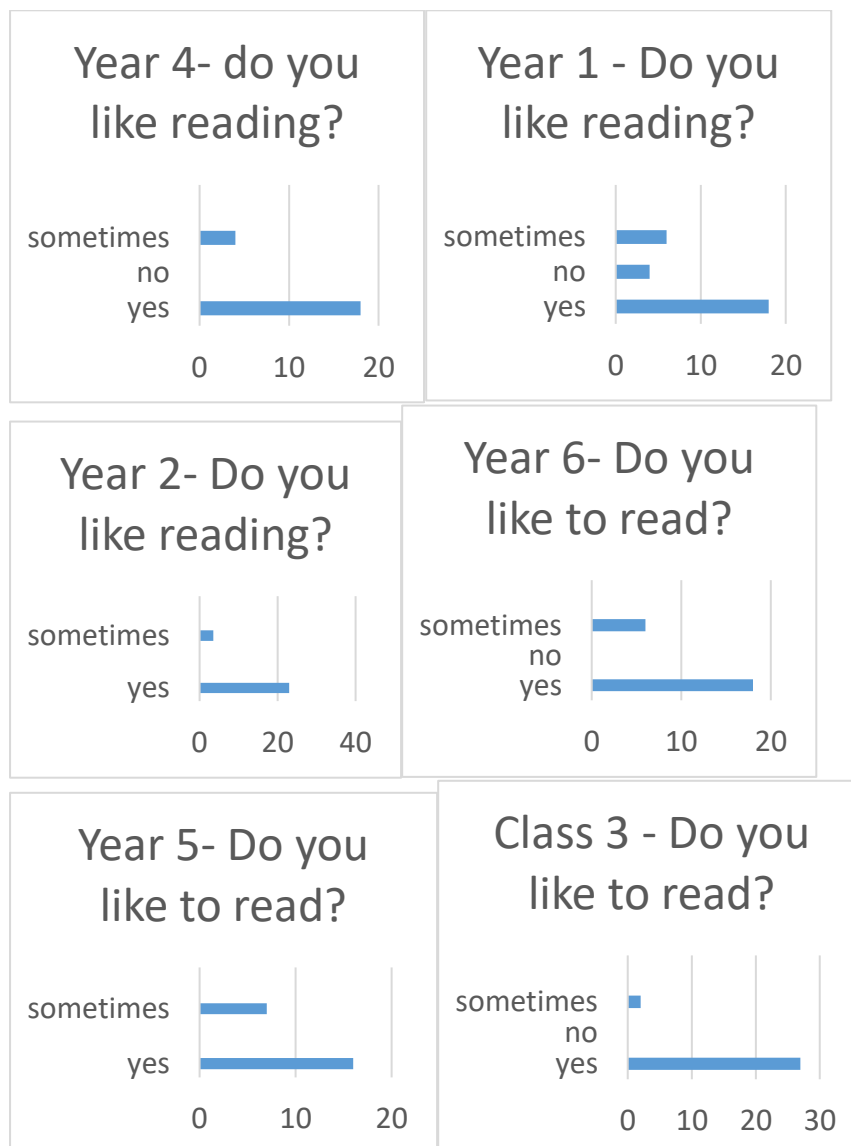 Year 4- do you
like reading?
sometimes
no
yes
0 10 20
Year 1 - Do you
like reading?
sometimes
no
yes
0 10 20
Year 2- Do you
like reading?
sometimes
yes
0 20 40
Year 6- Do you
like to read?
sometimes
no
yes
0 10 20
Year 5- Do you
like to read?
sometimes
yes
0 10 20
Class 3 - Do you
like to read?
sometimes
no
yes
0 10 20 30